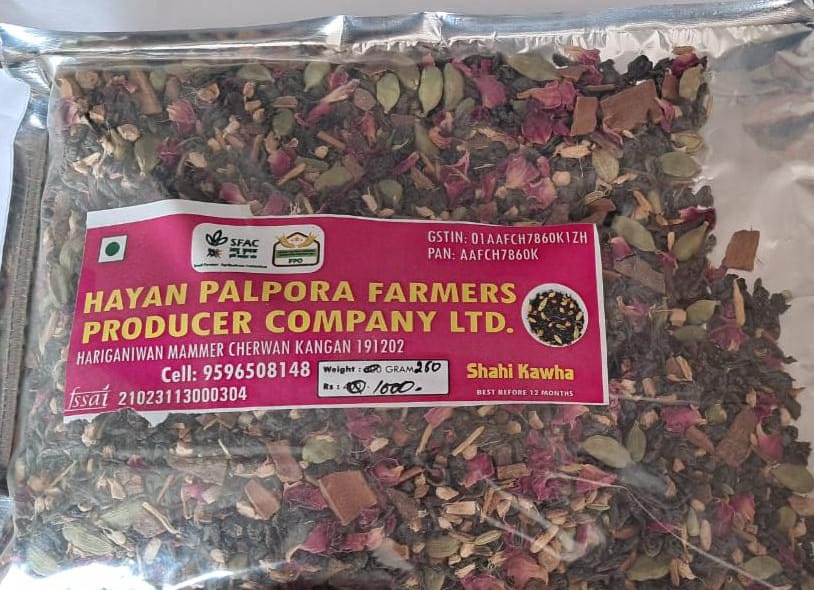 SFAC
FPO
GSTIN: 01AAFCH7860K1ZH
PAN: AAFCH7860K
HAYAN PALPORA FARMERS
PRODUCER COMPANY LTD.
HARIGANIWAN MAMMER CHERWAN KANGAN 191202
Cell: 9596508148
Weight : GRAM 250
Rs : 1000.
Shahi Kawha
BEST BEFORE 12 MONTHS
fssai 21023113000304